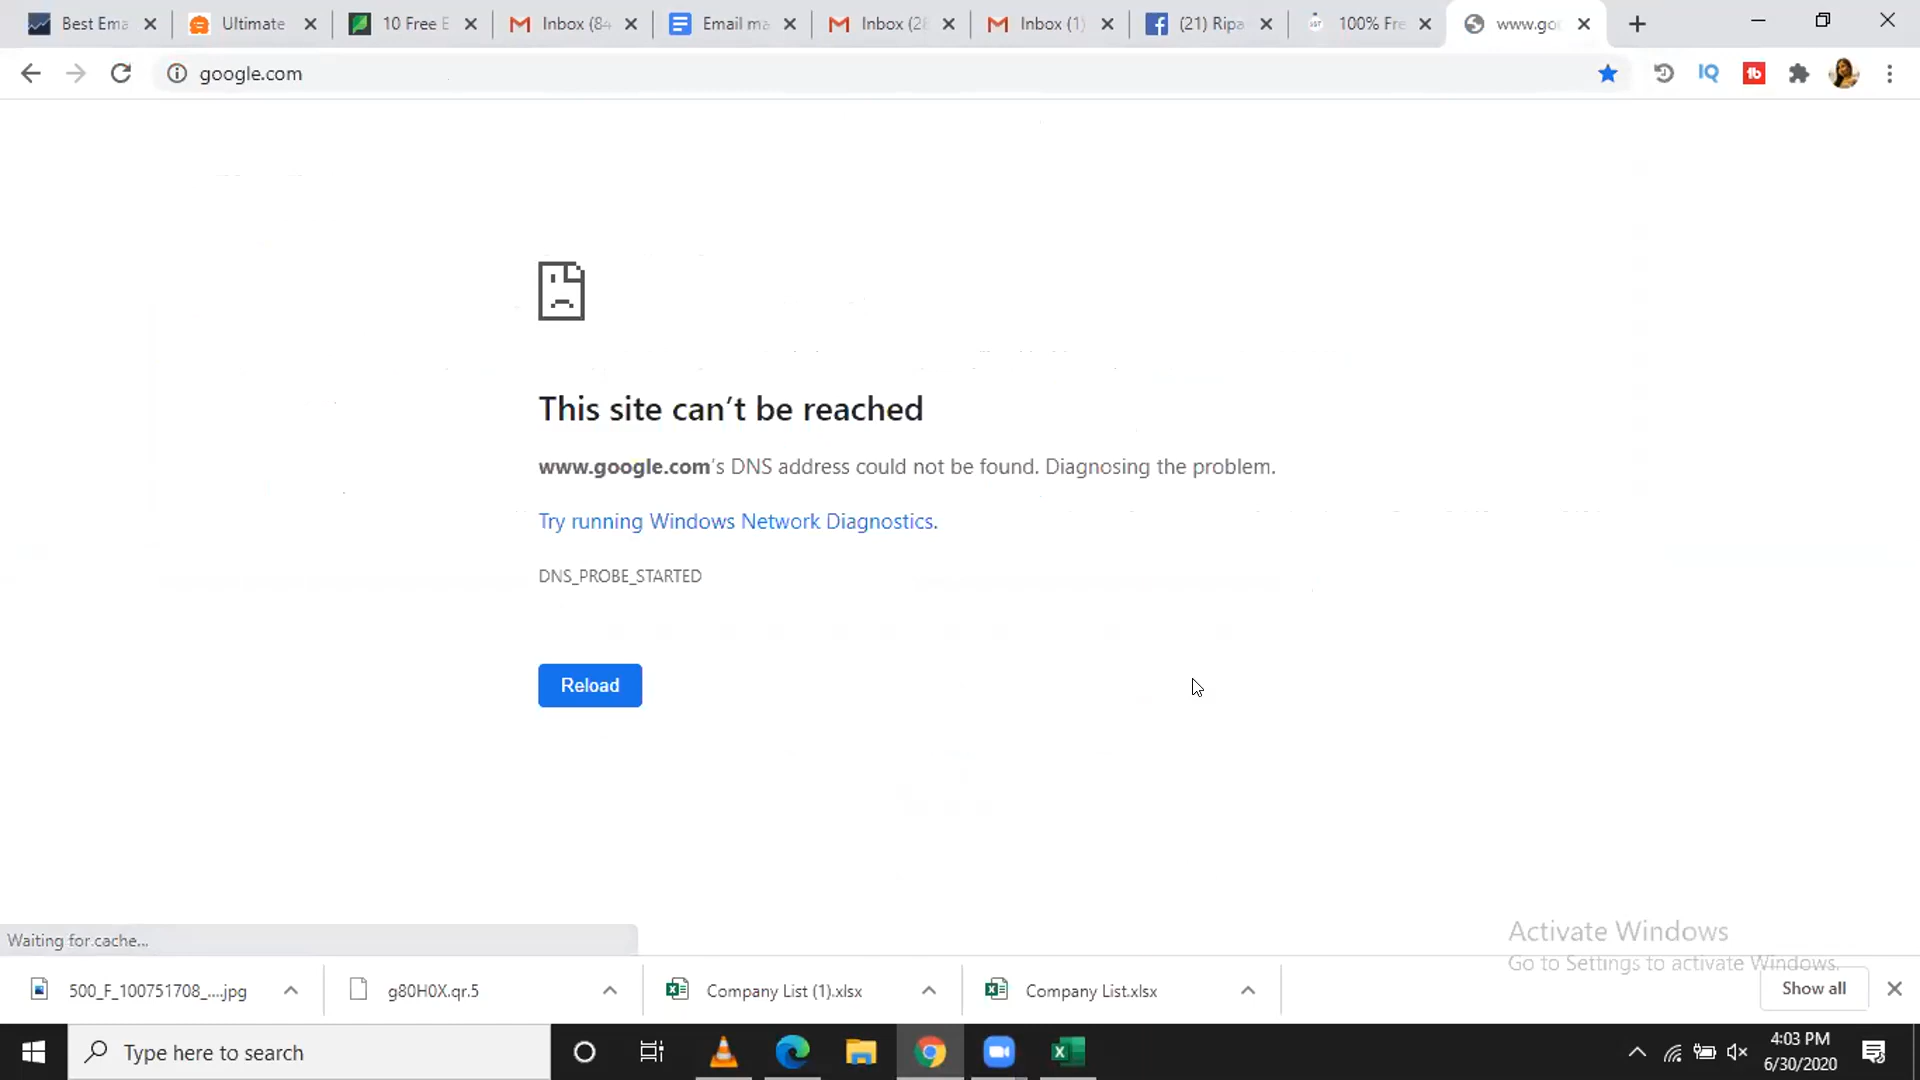 Best Ema
Ultimate
10 Free E
Inbox (84
Email ma
Inbox (28
Inbox (1)
(21) Ripa
100% Fre
www.goo
google.com
IQ
tb
This site can't be reached
www.google.com's DNS address could not be found. Diagnosing the problem.
Try running Windows Network Diagnostics.
DNS_PROBE_STARTED
Reload
Waiting for cache...
Activate Windows
Go to Settings to activate Windows.
500_F_100751708_....jpg
g80H0X.qr.5
Company List (1).xlsx
Company List.xlsx
Show all
Type here to search
4:03 PM
6/30/2020